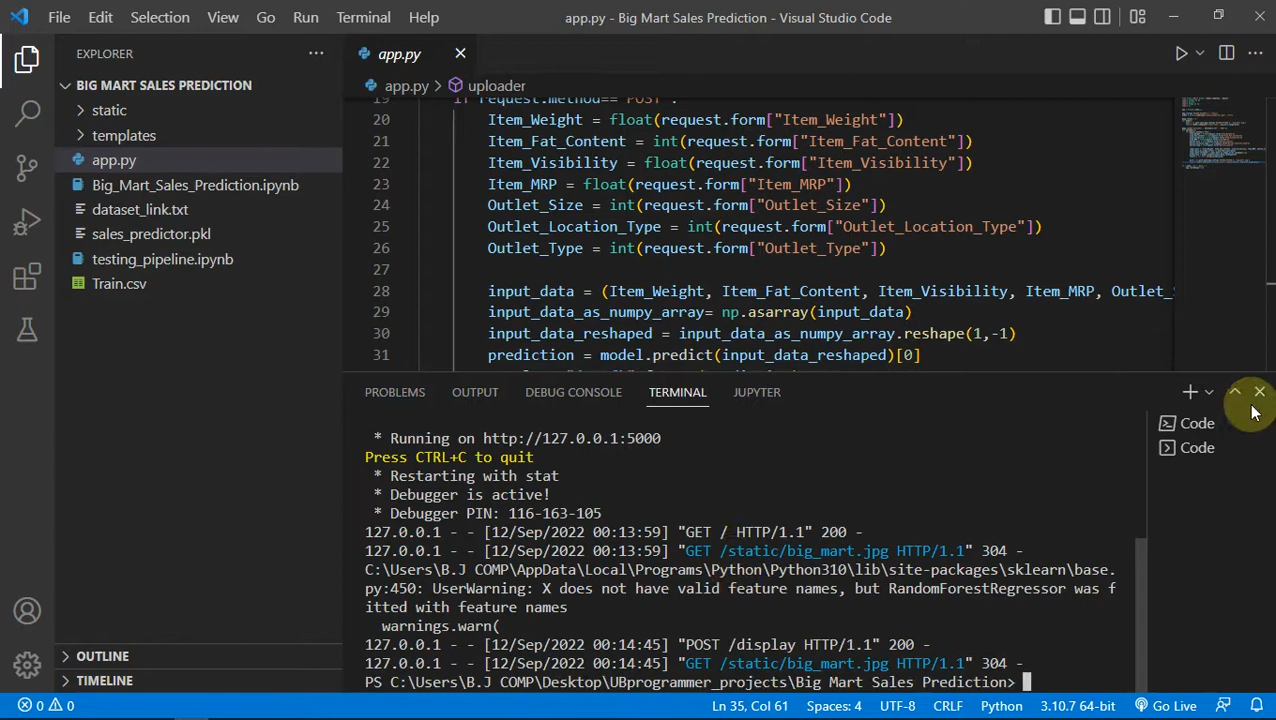 File Edit Selection View Go Run Terminal Help app.py - Big Mart Sales Prediction - Visual Studio Code
EXPLORER
BIG MART SALES PREDICTION
static
templates
app.py
Big_Mart_Sales_Prediction.ipynb
dataset_link.txt
sales_predictor.pkl
testing_pipeline.ipynb
Train.csv
OUTLINE
TIMELINE
app.py
app.py > uploader
19 if request.method== "POST":
20 Item_Weight = float(request.form["Item_Weight"])
21 Item_Fat_Content = int(request.form["Item_Fat_Content"])
22 Item_Visibility = float(request.form["Item_Visibility"])
23 Item_MRP = float(request.form["Item_MRP"])
24 Outlet_Size = int(request.form["Outlet_Size"])
25 Outlet_Location_Type = int(request.form["Outlet_Location_Type"])
26 Outlet_Type = int(request.form["Outlet_Type"])
27
28 input_data = (Item_Weight, Item_Fat_Content, Item_Visibility, Item_MRP, Outlet_S
29 input_data_as_numpy_array= np.asarray(input_data)
30 input_data_reshaped = input_data_as_numpy_array.reshape(1,-1)
31 prediction = model.predict(input_data_reshaped)[0]
PROBLEMS OUTPUT DEBUG CONSOLE TERMINAL JUPYTER
Code
Code
* Running on http://127.0.0.1:5000
Press CTRL+C to quit
* Restarting with stat
* Debugger is active!
* Debugger PIN: 116-163-105
127.0.0.1 - - [12/Sep/2022 00:13:59] "GET / HTTP/1.1" 200 -
127.0.0.1 - - [12/Sep/2022 00:13:59] "GET /static/big_mart.jpg HTTP/1.1" 304 -
C:\Users\B.J COMP\AppData\Local\Programs\Python\Python310\lib\site-packages\sklearn\base.
py:450: UserWarning: X does not have valid feature names, but RandomForestRegressor was f
itted with feature names
warnings.warn(
127.0.0.1 - - [12/Sep/2022 00:14:45] "POST /display HTTP/1.1" 200 -
127.0.0.1 - - [12/Sep/2022 00:14:45] "GET /static/big_mart.jpg HTTP/1.1" 304 -
PS C:\Users\B.J COMP\Desktop\UBprogrammer_projects\Big Mart Sales Prediction>
0 0 Ln 35, Col 61 Spaces: 4 UTF-8 CRLF Python 3.10.7 64-bit Go Live